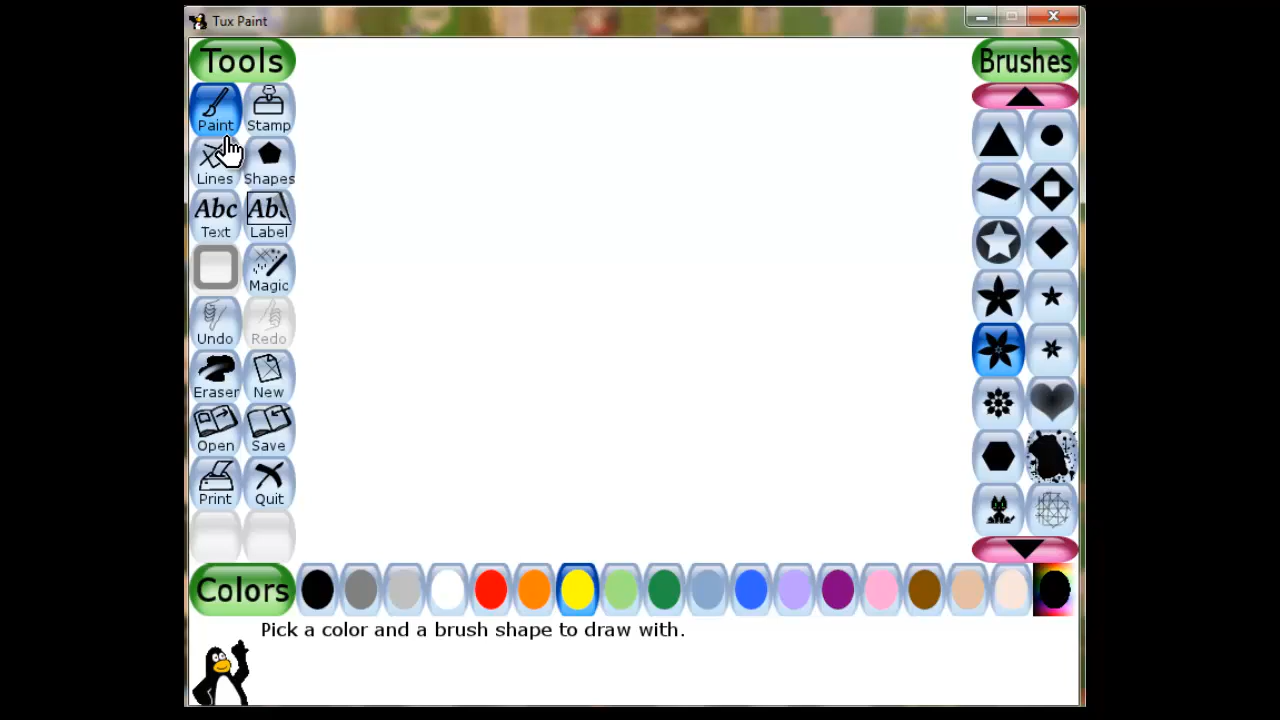 Tux Paint
Tools
Brushes
Paint
Stamp
Lines
Shapes
Abc
Abc
Text
Label
Magic
Undo
Redo
Eraser
New
Open
Save
Print
Quit
Colors
Pick a color and a brush shape to draw with.